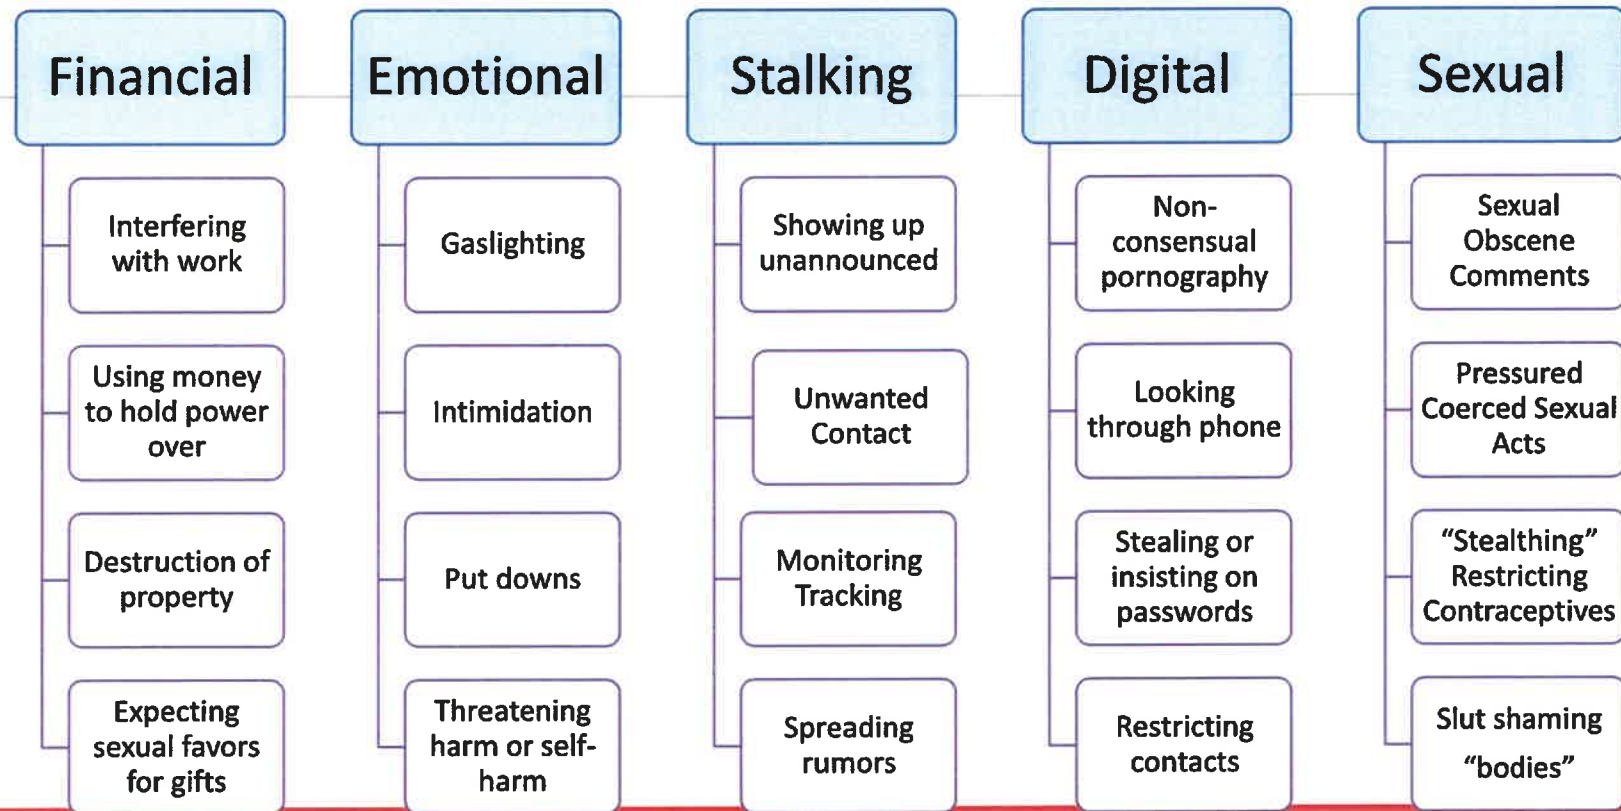 Financial
Interfering
with work
Using money
to hold power
over
Destruction of
property
Expecting
sexual favors
for gifts
Emotional
Gaslighting
Intimidation
Put downs
Threatening
harm or self-
harm
Stalking
Showing up
unannounced
Unwanted
Contact
Monitoring
Tracking
Spreading
rumors
Digital
Non-
consensual
pornography
Looking
through phone
Stealing or
insisting on
passwords
Restricting
contacts
Sexual
Sexual
Obscene
Comments
Pressured
Coerced Sexual
Acts
“Stealthing”
Restricting
Contraceptives
Slut shaming
“bodies”